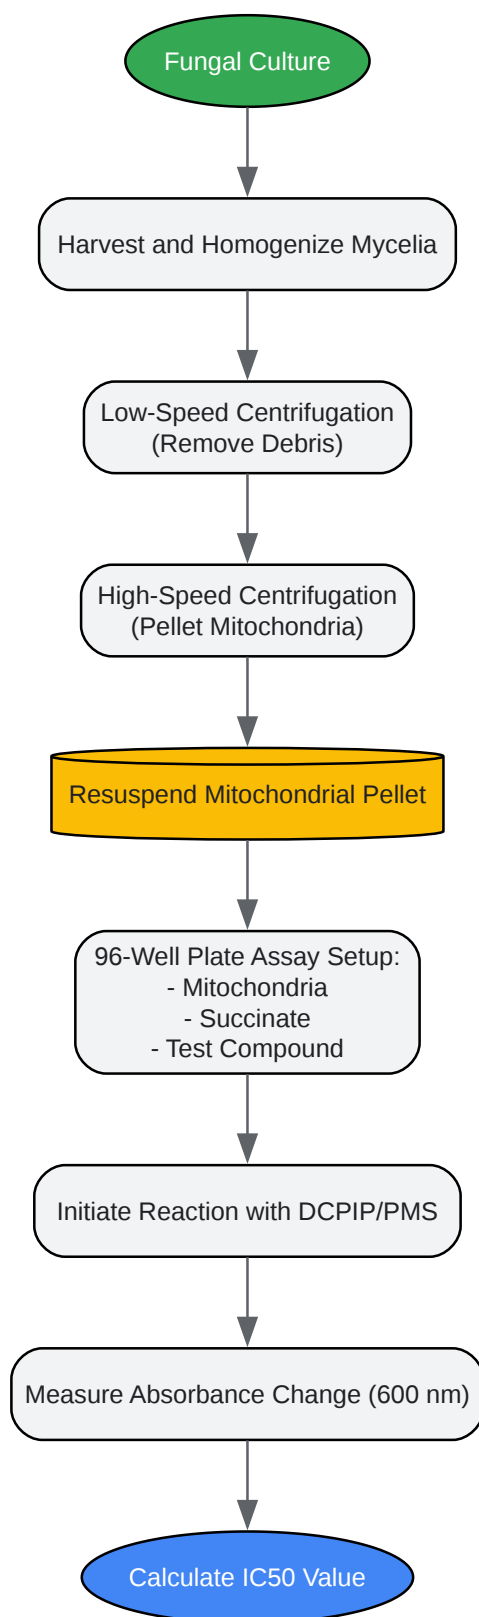 Fungal Culture
Harvest and Homogenize Mycelia
Low-Speed Centrifugation
(Remove Debris)
High-Speed Centrifugation
(Pellet Mitochondria)
Resuspend Mitochondrial Pellet
96-Well Plate Assay Setup:
- Mitochondria
- Succinate
- Test Compound
Initiate Reaction with DCPIP/PMS
Measure Absorbance Change (600 nm)
Calculate IC50 Value